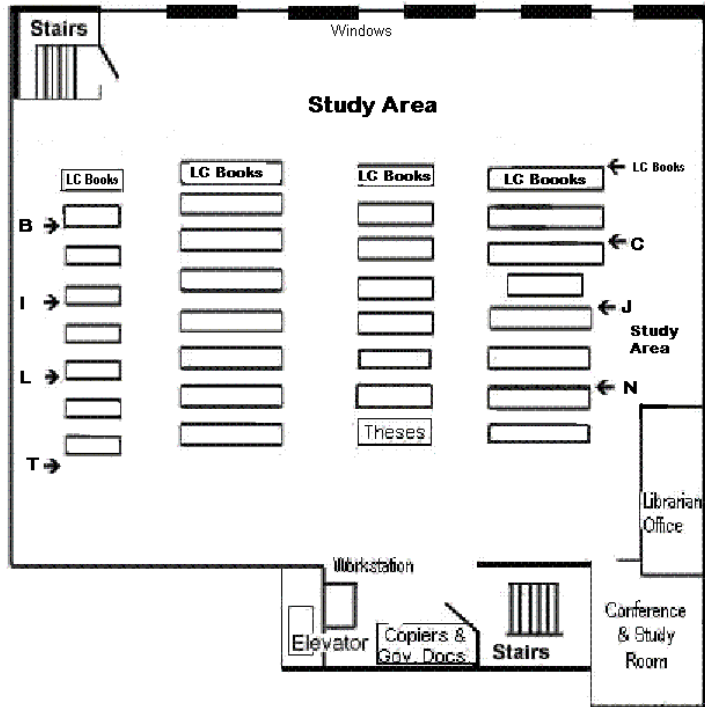 Stairs
Windows
Study Area
LC Books
LC Books
LC Books
LC Boooks
LC Books
B
C
I
J
Study
Area
L
N
T
Theses
Librarian
Office
Workstation
Elevator
Copiers &
Gov. Docs.
Stairs
Conference
& Study
Room